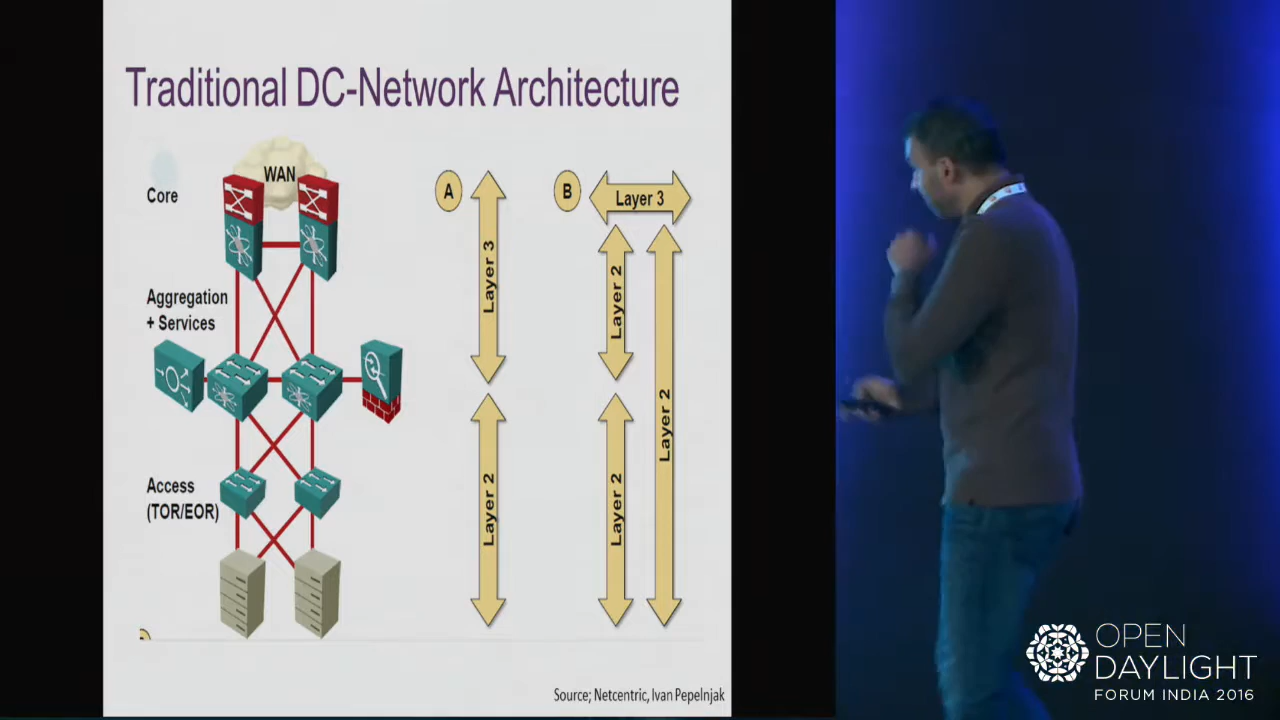 Traditional DC-Network Architecture
WAN
Core
A
B
Layer 3
Layer 3
Layer 2
Layer 2
Aggregation
+ Services
Access
(TOR/EOR)
Layer 2
Layer 2
Source; Netcentric, Ivan Pepelnjak
OPEN
DAYLIGHT
FORUM INDIA 2016